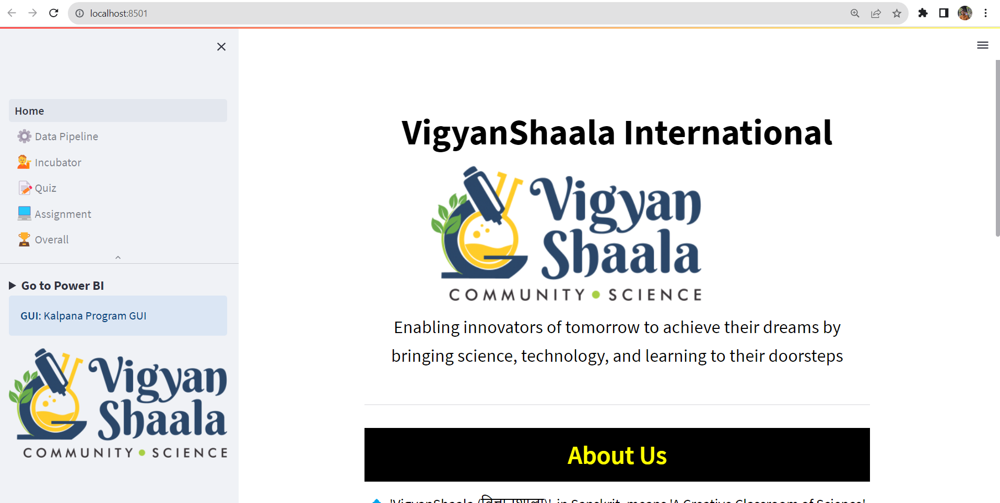 localhost:8501
Home
Data Pipeline
Incubator
Quiz
Assignment
Overall
Go to Power BI
GUI: Kalpana Program GUI
Vigyan
Shaala
COMMUNITY • SCIENCE
VigyanShaala International
Vigyan
Shaala
COMMUNITY • SCIENCE
Enabling innovators of tomorrow to achieve their dreams by
bringing science, technology, and learning to their doorsteps
About Us
'VigyanShaala (विज्ञानशाला)', in Sanskrit, means 'A Creative Classroom of Science'